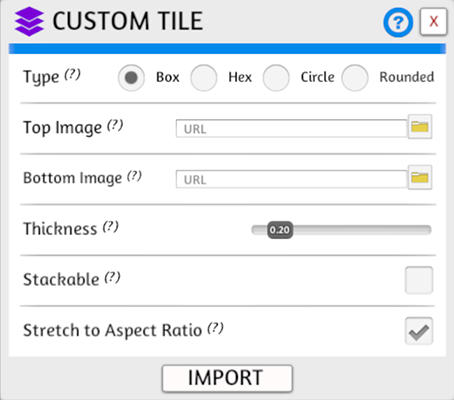 CUSTOM TILE ? X
Type (?) Box Hex Circle Rounded
Top Image (?) URL
Bottom Image (?) URL
Thickness (?) 0.20
Stackable (?)
Stretch to Aspect Ratio (?)
IMPORT